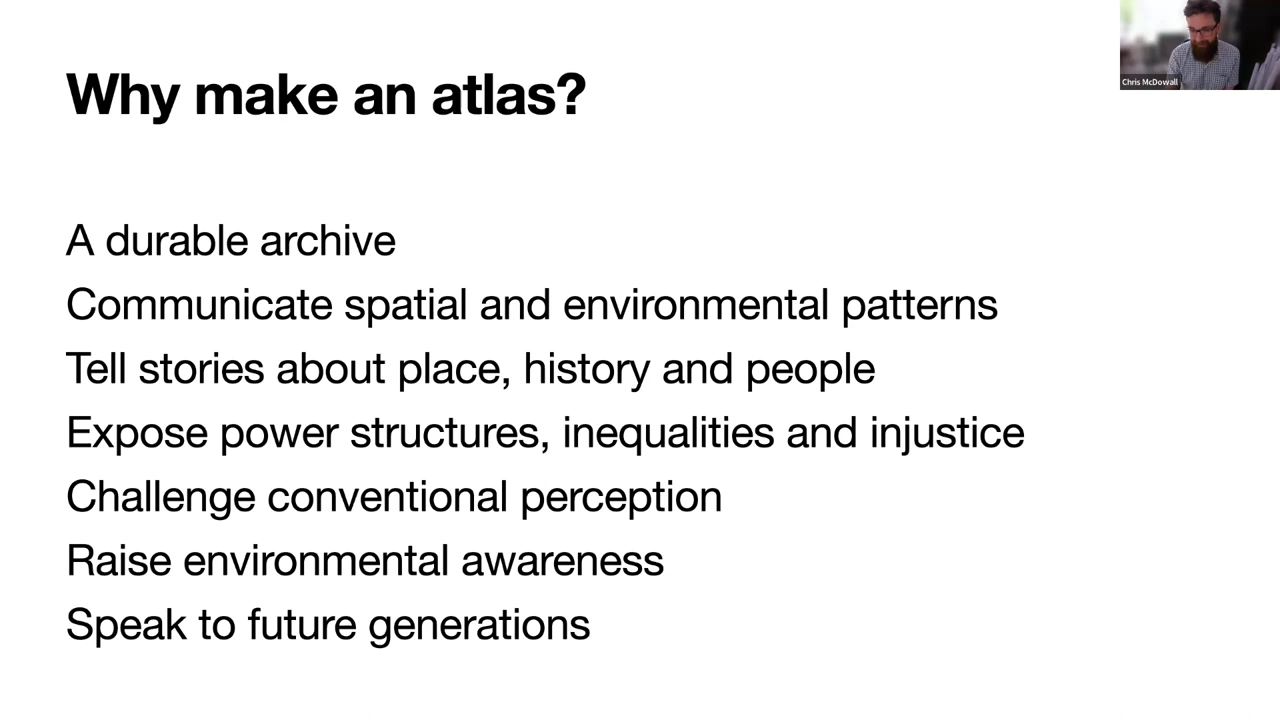 Why make an atlas?
Chris McDowall
A durable archive
Communicate spatial and environmental patterns
Tell stories about place, history and people
Expose power structures, inequalities and injustice
Challenge conventional perception
Raise environmental awareness
Speak to future generations